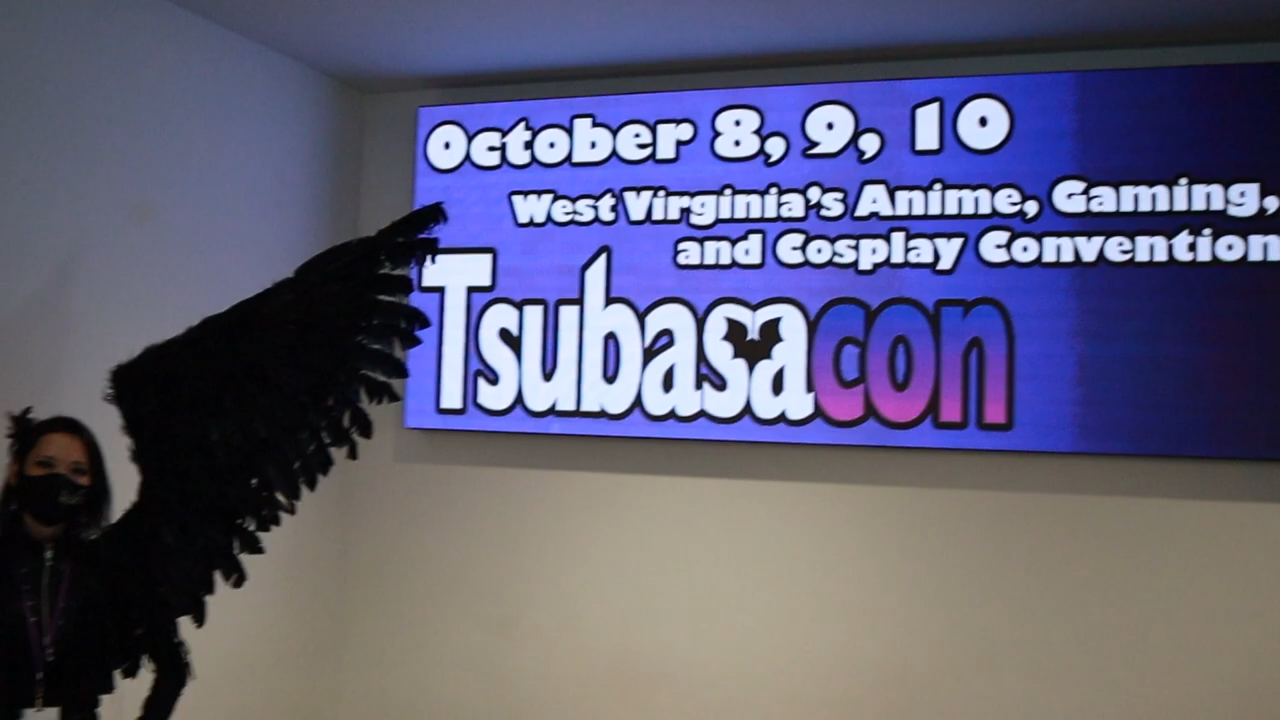 October 8, 9, 10
West Virginia's Anime, Gaming,
and Cosplay Convention
Tsubasacon